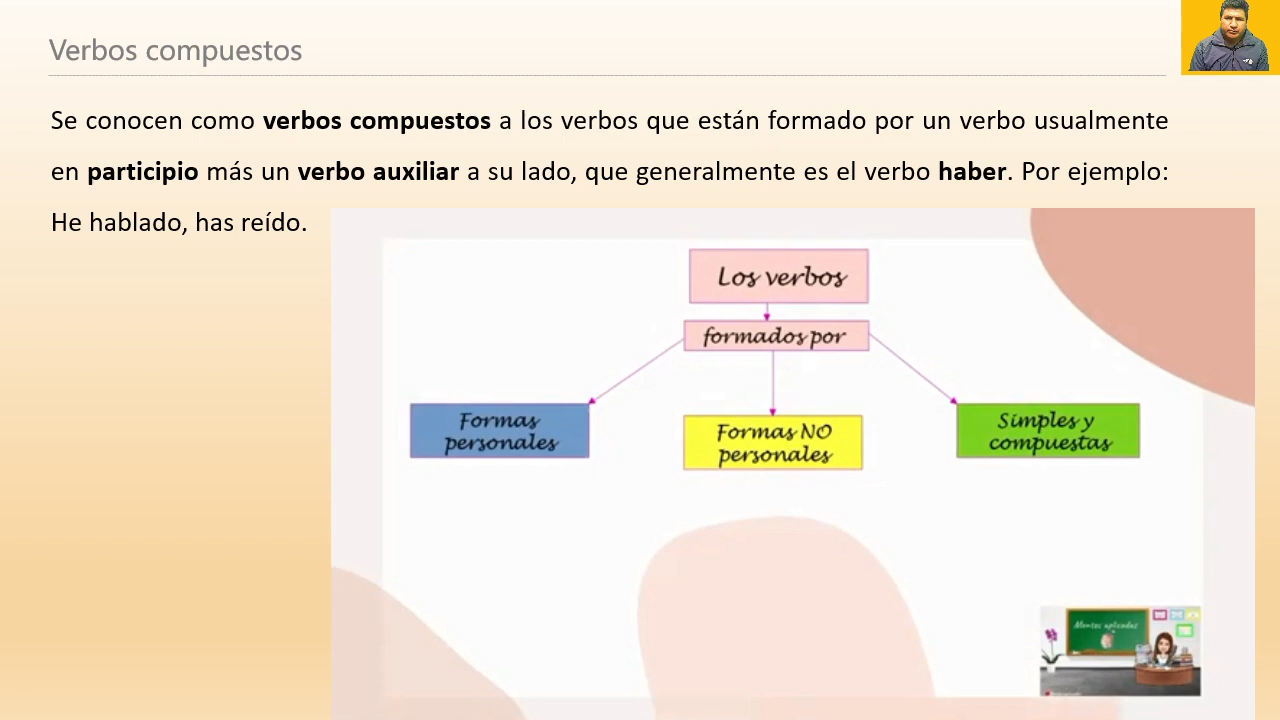 Verbos compuestos
Se conocen como verbos compuestos a los verbos que están formado por un verbo usualmente
en participio más un verbo auxiliar a su lado, que generalmente es el verbo haber. Por ejemplo:
He hablado, has reído.
Los verbos
formados por
Formas
personales
Formas NO
personales
Simples y
compuestas
Mentes aplicadas